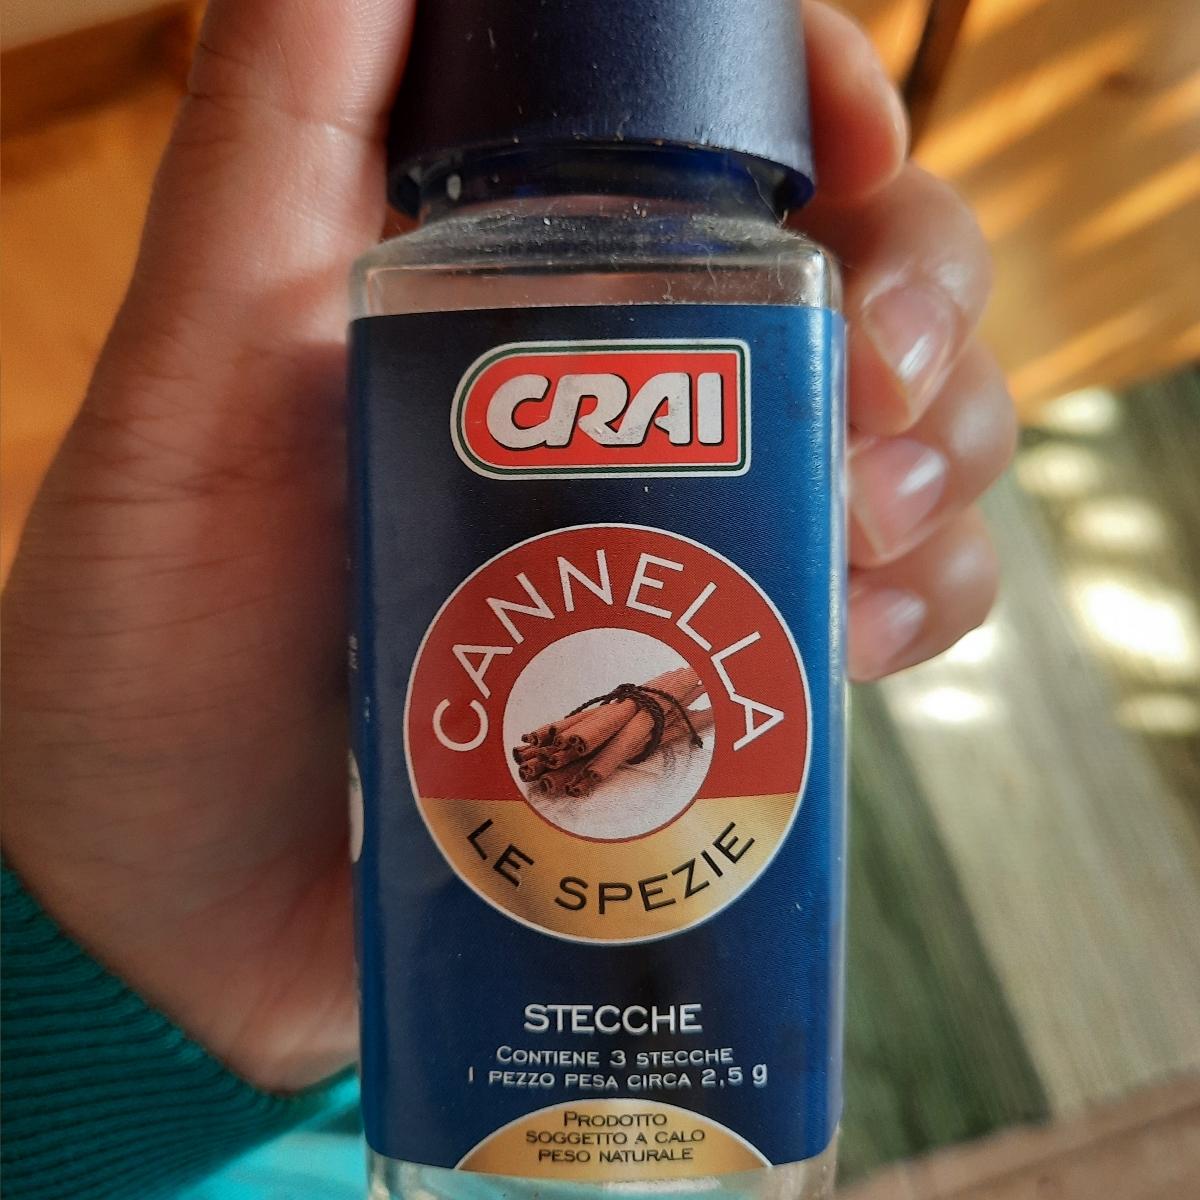 CRAI
CANNELLA
LE SPEZIE
STECCHE
CONTIENE 3 STECCHE
1 PEZZO PESA CIRCA 2,5 g
PRODOTTO
SOGGETTO A CALO
PESO NATURALE